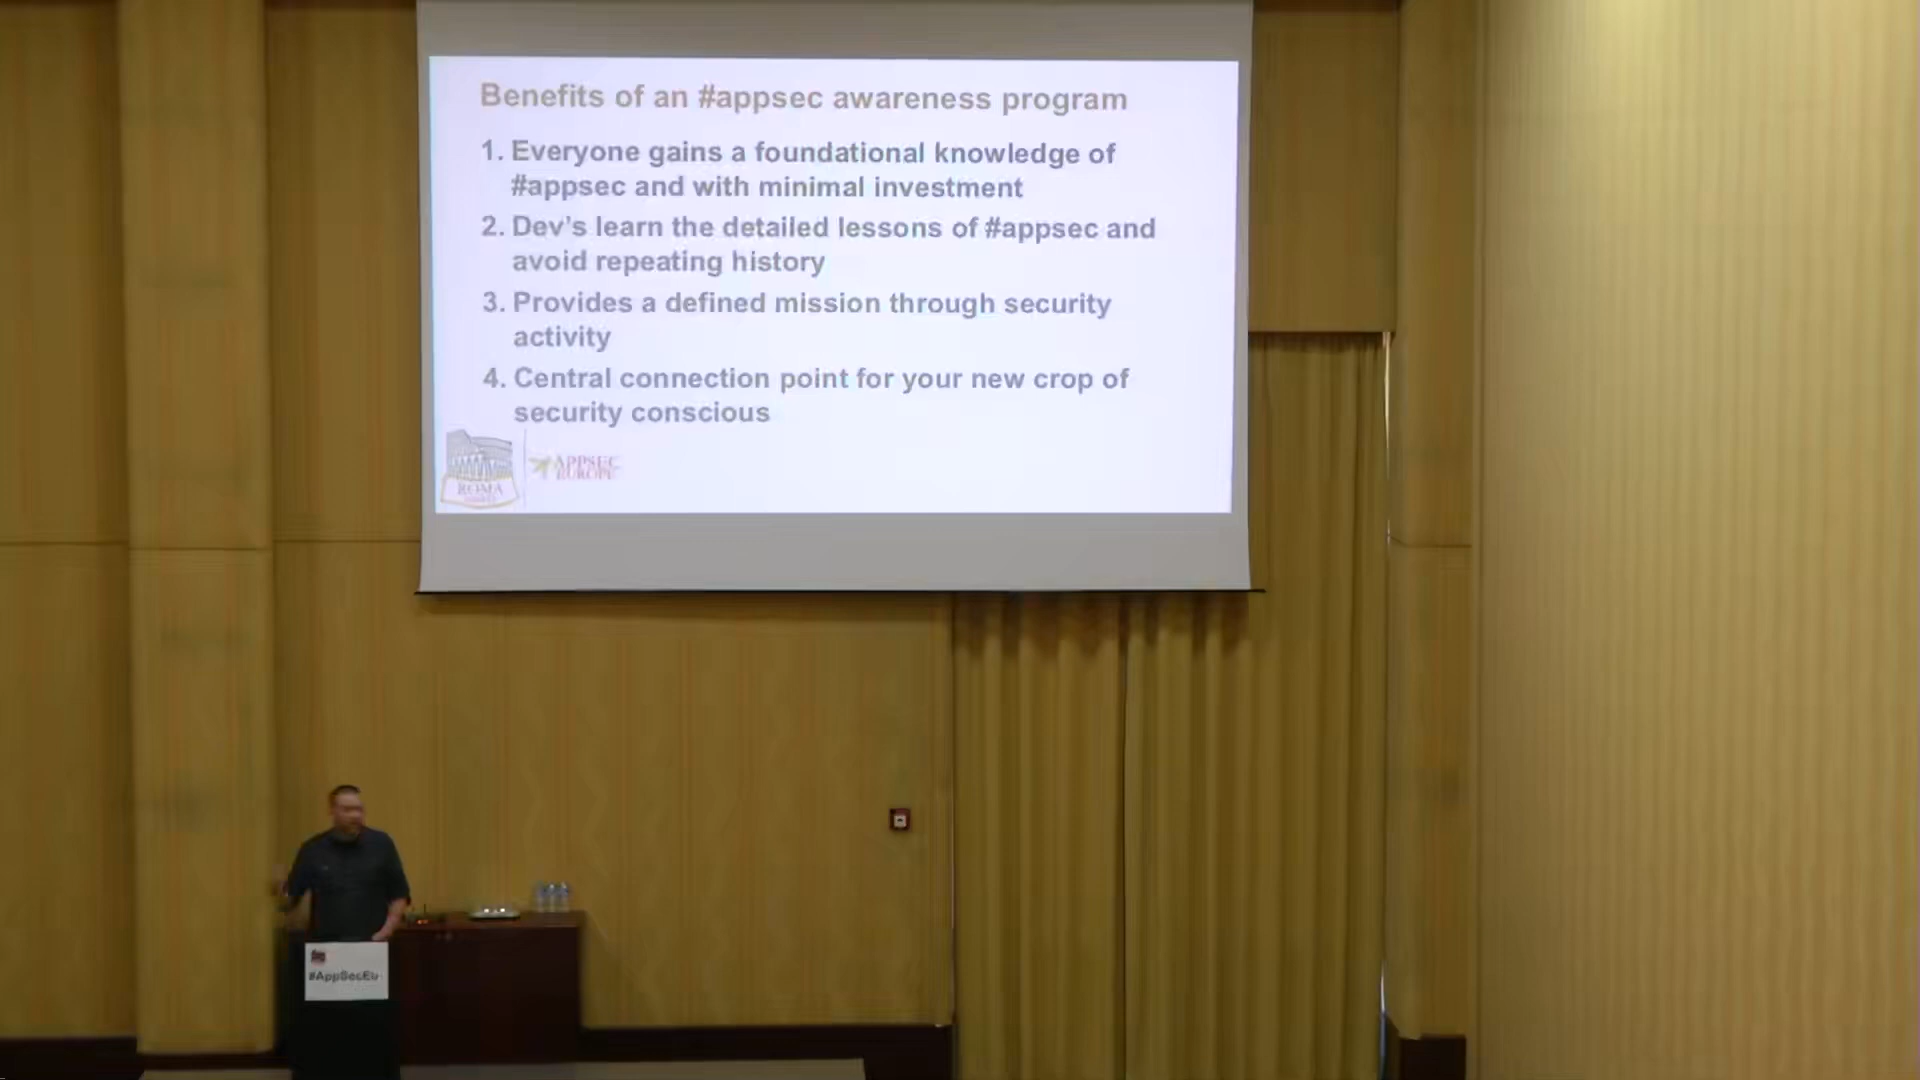 Benefits of an #appsec awareness program
1. Everyone gains a foundational knowledge of
#appsec and with minimal investment
2. Dev's learn the detailed lessons of #appsec and
avoid repeating history
3. Provides a defined mission through security
activity
4. Central connection point for your new crop of
security conscious
ROMA
APPSEC
EUROPE
#AppSecEu